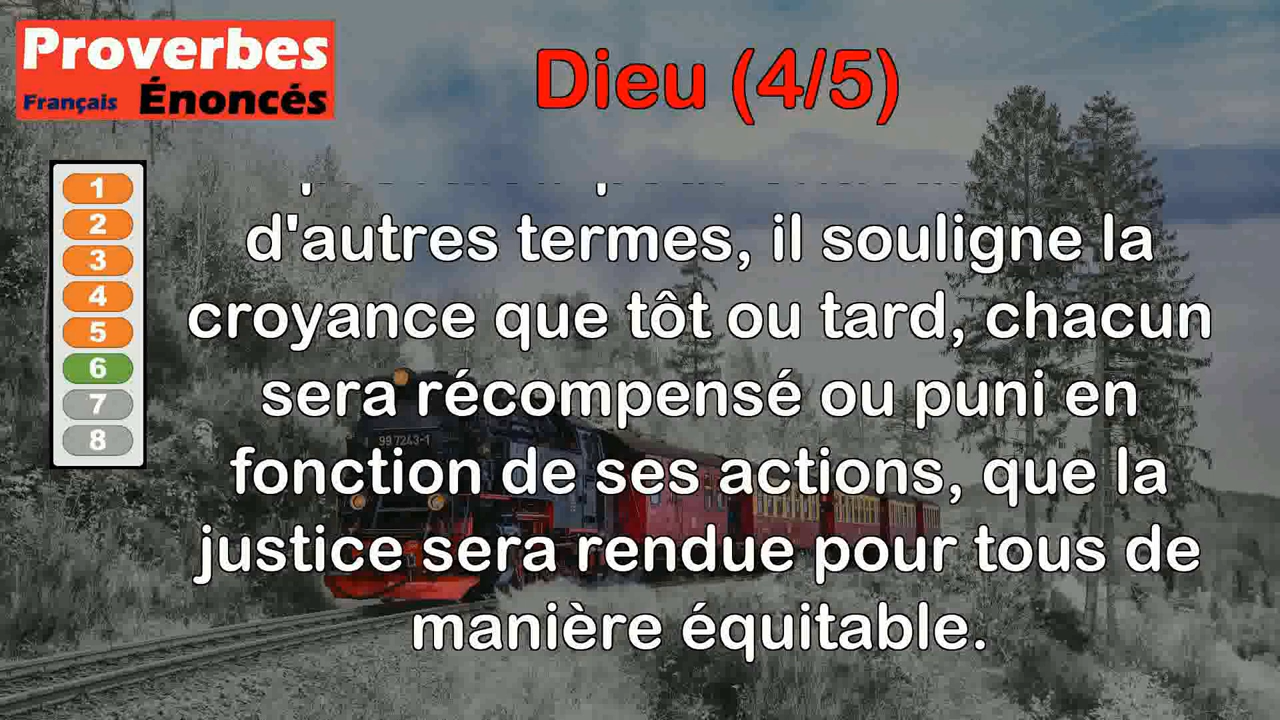 Proverbes
Français Énoncés
Dieu (4/5)
1
2
3
4
5
6
7
8
d'autres termes, il souligne la
croyance que tôt ou tard, chacun
sera récompensé ou puni en
fonction de ses actions, que la
justice sera rendue pour tous de
manière équitable.
99 7243-1